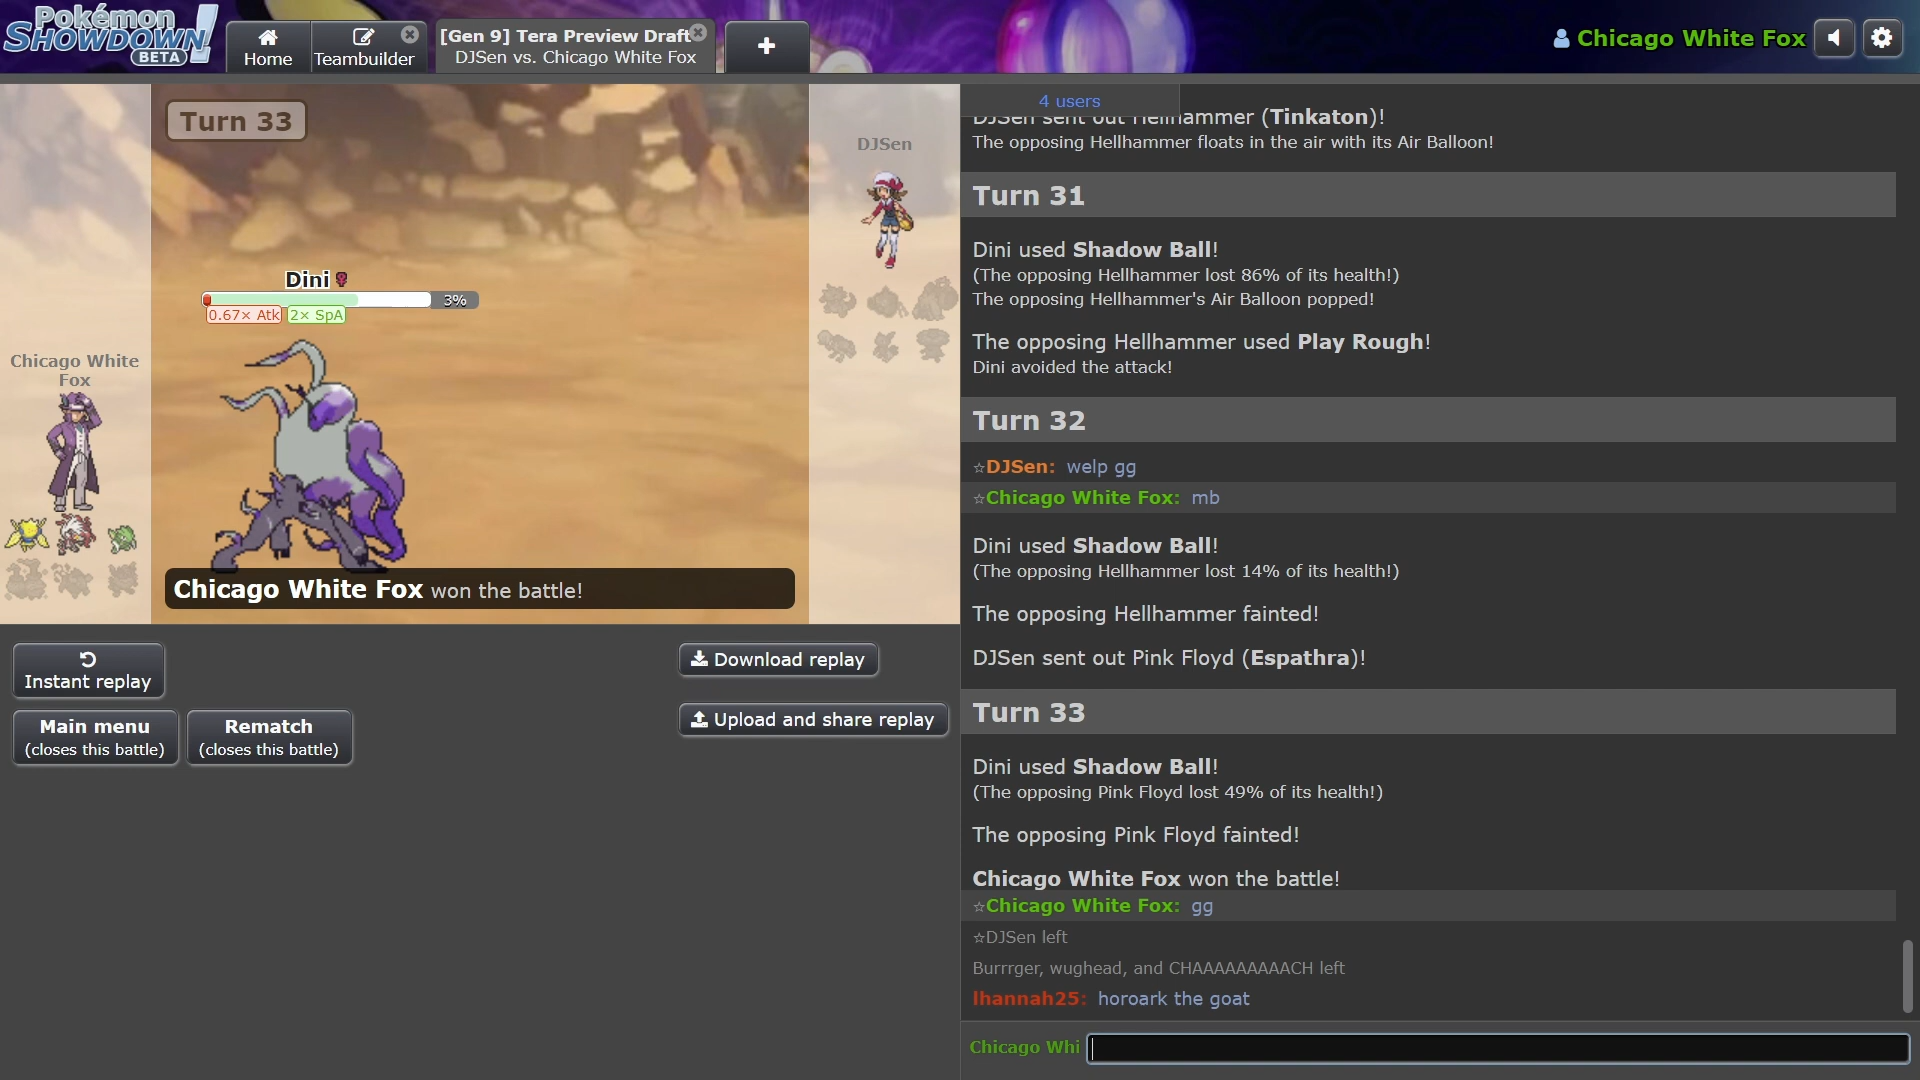 Pokémon
SHOWDOWN!
BETA
Home
Teambuilder
[Gen 9] Tera Preview Draft
DJSen vs. Chicago White Fox
Chicago White Fox
Turn 33
DJSen
Dini
3%
0.67× Atk 2× SpA
Chicago White
Fox
Chicago White Fox won the battle!
Instant replay
Main menu
(closes this battle)
Rematch
(closes this battle)
Download replay
Upload and share replay
4 users
DJSen sent out Hellhammer (Tinkaton)!
The opposing Hellhammer floats in the air with its Air Balloon!
Turn 31
Dini used Shadow Ball!
(The opposing Hellhammer lost 86% of its health!)
The opposing Hellhammer's Air Balloon popped!
The opposing Hellhammer used Play Rough!
Dini avoided the attack!
Turn 32
☆DJSen: welp gg
☆Chicago White Fox: mb
Dini used Shadow Ball!
(The opposing Hellhammer lost 14% of its health!)
The opposing Hellhammer fainted!
DJSen sent out Pink Floyd (Espathra)!
Turn 33
Dini used Shadow Ball!
(The opposing Pink Floyd lost 49% of its health!)
The opposing Pink Floyd fainted!
Chicago White Fox won the battle!
☆Chicago White Fox: gg
☆DJSen left
Burrrger, wughead, and CHAAAAAAAAACH left
lhannah25: horoark the goat
Chicago Whi